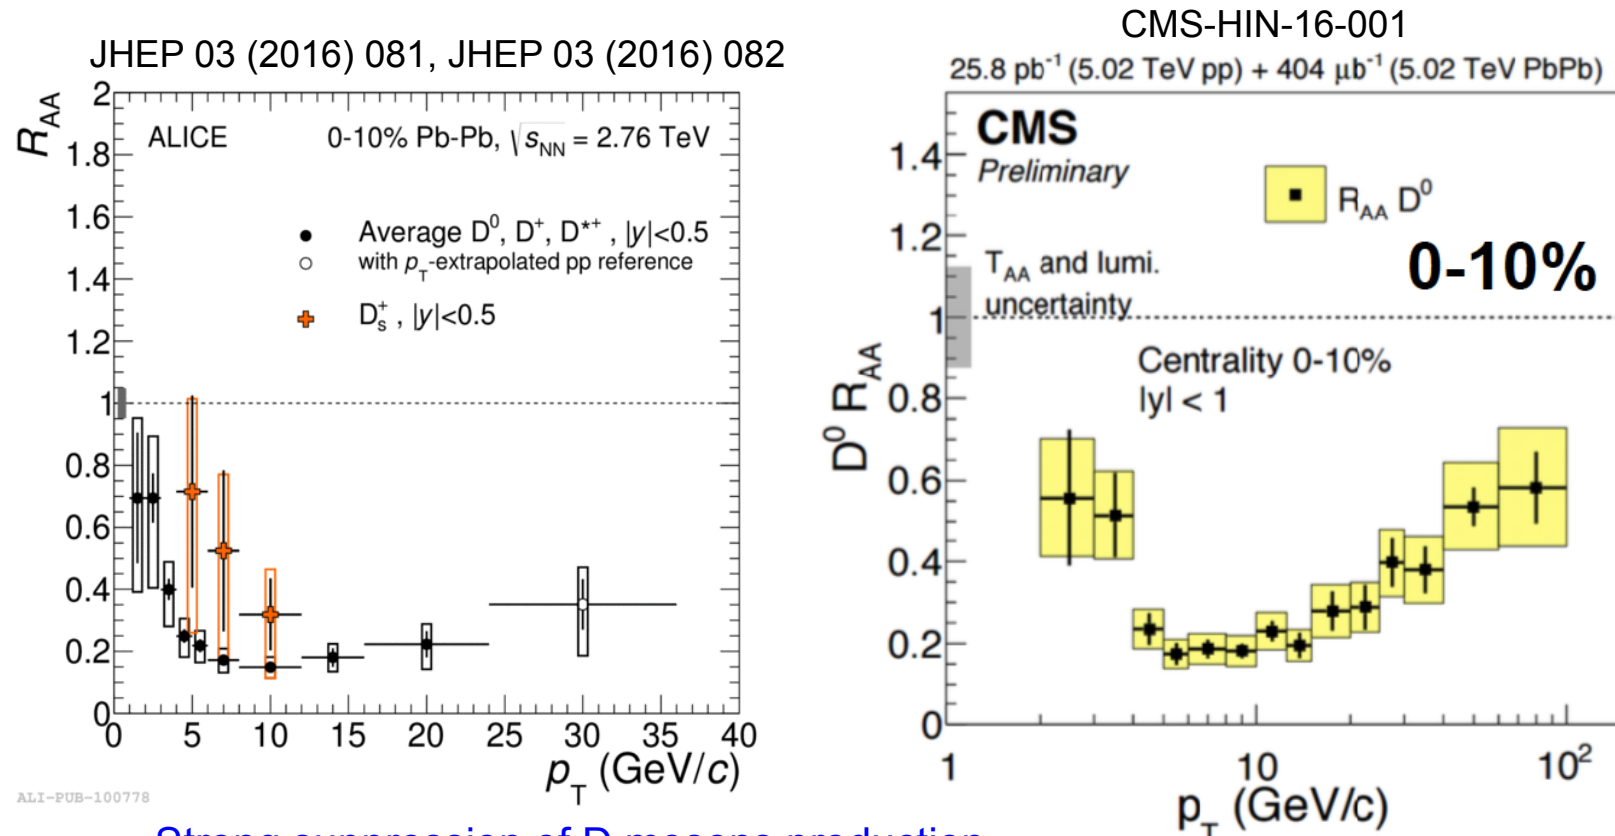 JHEP 03 (2016) 081, JHEP 03 (2016) 082
R_AA
2
1.8
1.6
1.4
1.2
1
0.8
0.6
0.4
0.2
0
ALICE
0-10% Pb-Pb, √s_NN = 2.76 TeV
Average D⁰, D⁺, D*⁺ , |y|<0.5
with p_T-extrapolated pp reference
D_s⁺ , |y|<0.5
0 5 10 15 20 25 30 35 40
p_T (GeV/c)
ALI-PUB-100778
CMS-HIN-16-001
25.8 pb⁻¹ (5.02 TeV pp) + 404 μb⁻¹ (5.02 TeV PbPb)
CMS
Preliminary
R_AA D⁰
0-10%
T_AA and lumi.
uncertainty
Centrality 0-10%
|y| < 1
D⁰ R_AA
1.4
1.2
1
0.8
0.6
0.4
0.2
0
1 10 10²
p_T (GeV/c)
Strong suppression of D mesons production